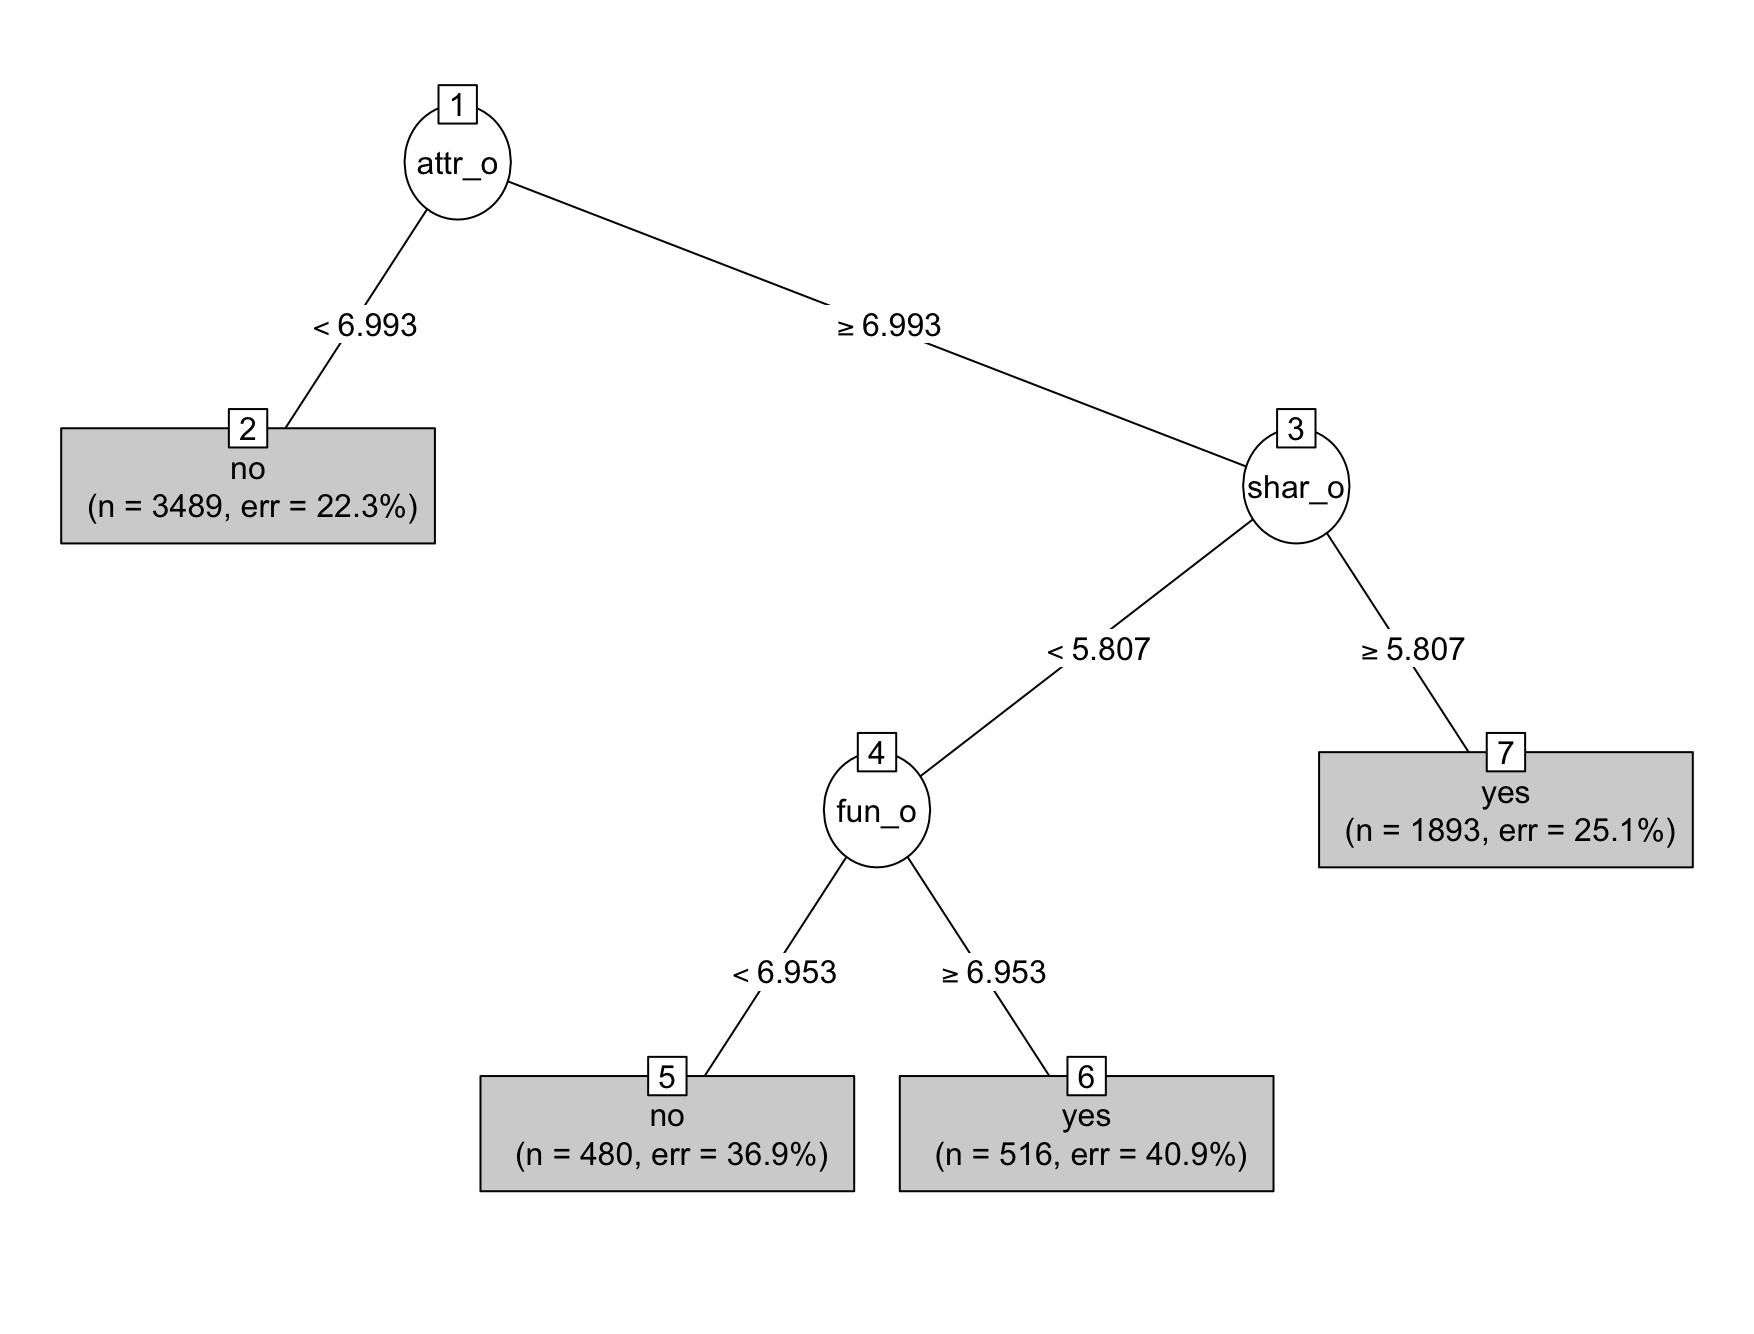 1
attr_o
< 6.993
≥ 6.993
2
no
(n = 3489, err = 22.3%)
3
shar_o
< 5.807
≥ 5.807
4
fun_o
7
yes
(n = 1893, err = 25.1%)
< 6.953
≥ 6.953
5
no
(n = 480, err = 36.9%)
6
yes
(n = 516, err = 40.9%)